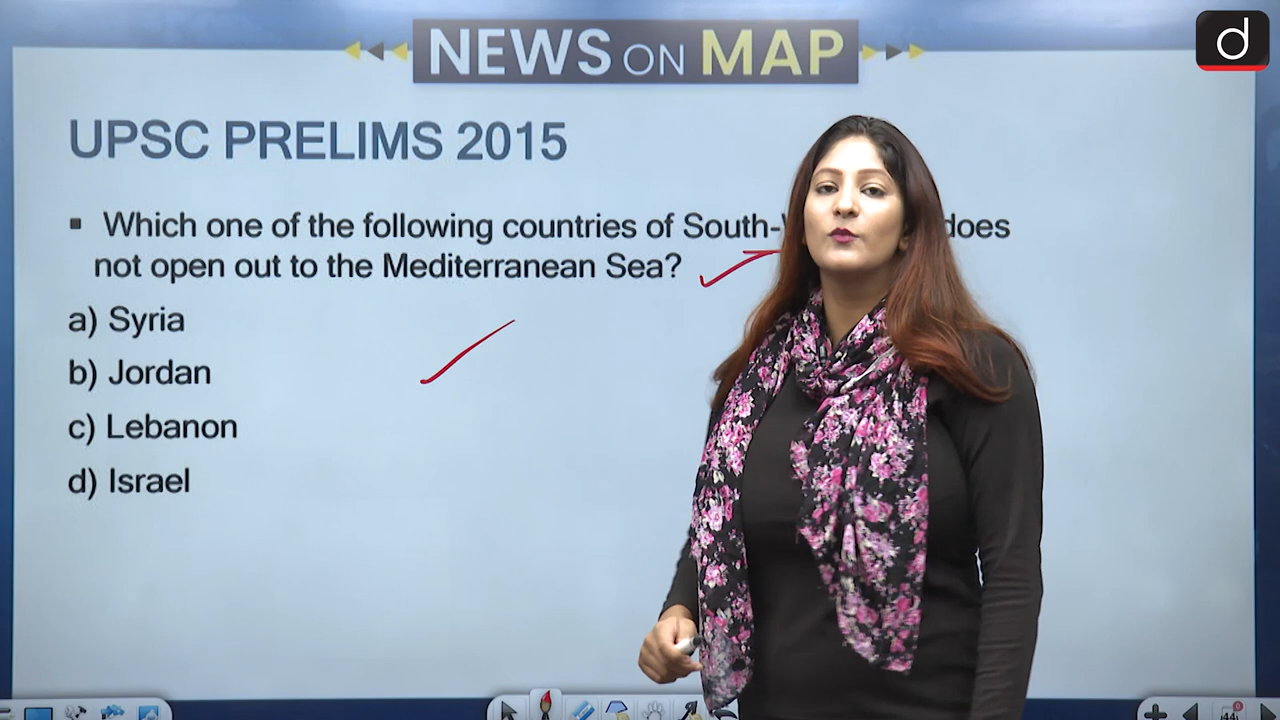 NEWS ON MAP
d
UPSC PRELIMS 2015
▪ Which one of the following countries of South- does
not open out to the Mediterranean Sea?
a) Syria
b) Jordan
c) Lebanon
d) Israel